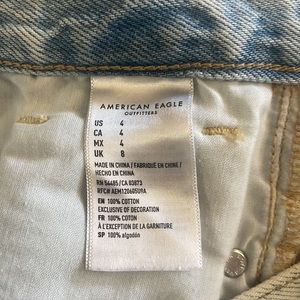 AMERICAN EAGLE
OUTFITTERS
US 4
CA 4
MX 4
UK 8
MADE IN CHINA / FABRIQUÉ EN CHINE /
HECHO EN CHINA
RN 54485/CA 03873
RFC# AEM1206050U9A
EN 100% COTTON
EXCLUSIVE OF DECORATION
FR 100% COTON
À L'EXCEPTION DE LA GARNITURE
SP 100% algodón